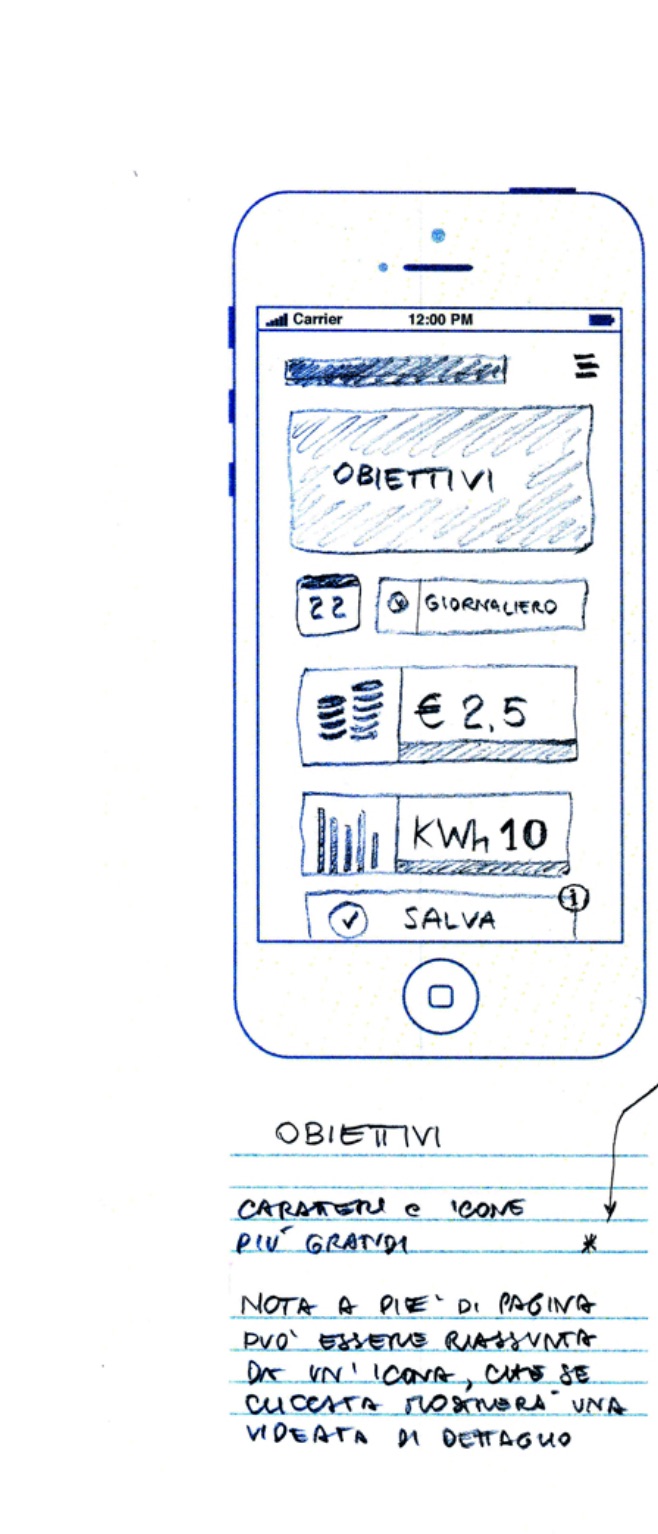 Carrier 12:00 PM
OBIETTIVI
22 GIORNALIERO
€ 2,5
KWh 10
1
SALVA
OBIETTIVI
CARATTERI e ICONE
PIÙ GRANDI *
NOTA A PIE' DI PAGINA
PUO' ESSERE RIASSUNTA
DA UN' ICONA, CHE SE
CLICCATA MOSTRERA' UNA
VIDEATA DI DETTAGLIO